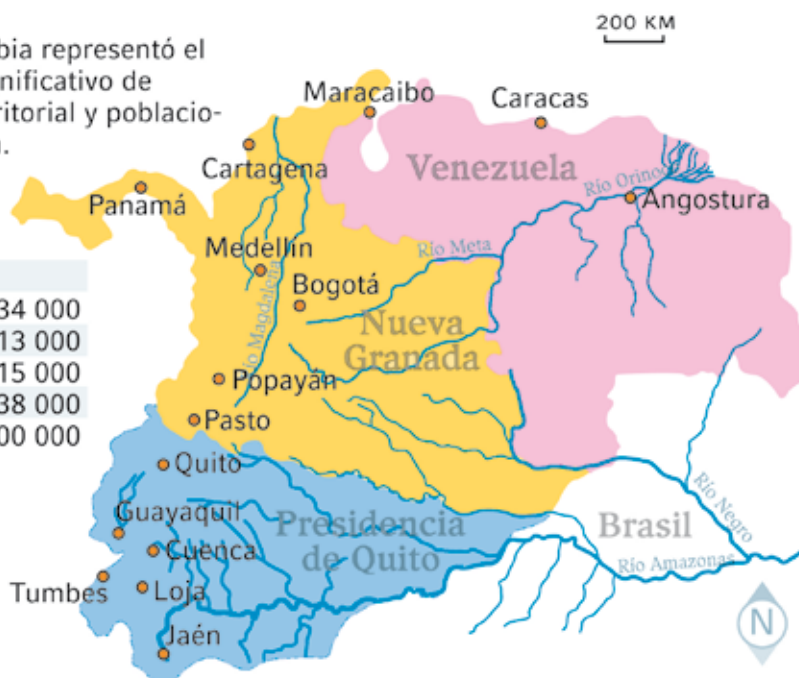 200 KM
bia representó el
nificativo de
ritorial y poblacio-
34 000
13 000
15 000
38 000
00 000
Maracaibo
Caracas
Cartagena
Venezuela
Panamá
Río Orinoco
Angostura
Medellín
Río Meta
Bogotá
Río Magdalena
Nueva
Granada
Popayán
Pasto
Quito
Guayaquil
Presidencia
de Quito
Cuenca
Brasil
Río Negro
Río Amazonas
Tumbes
Loja
Jaén
N